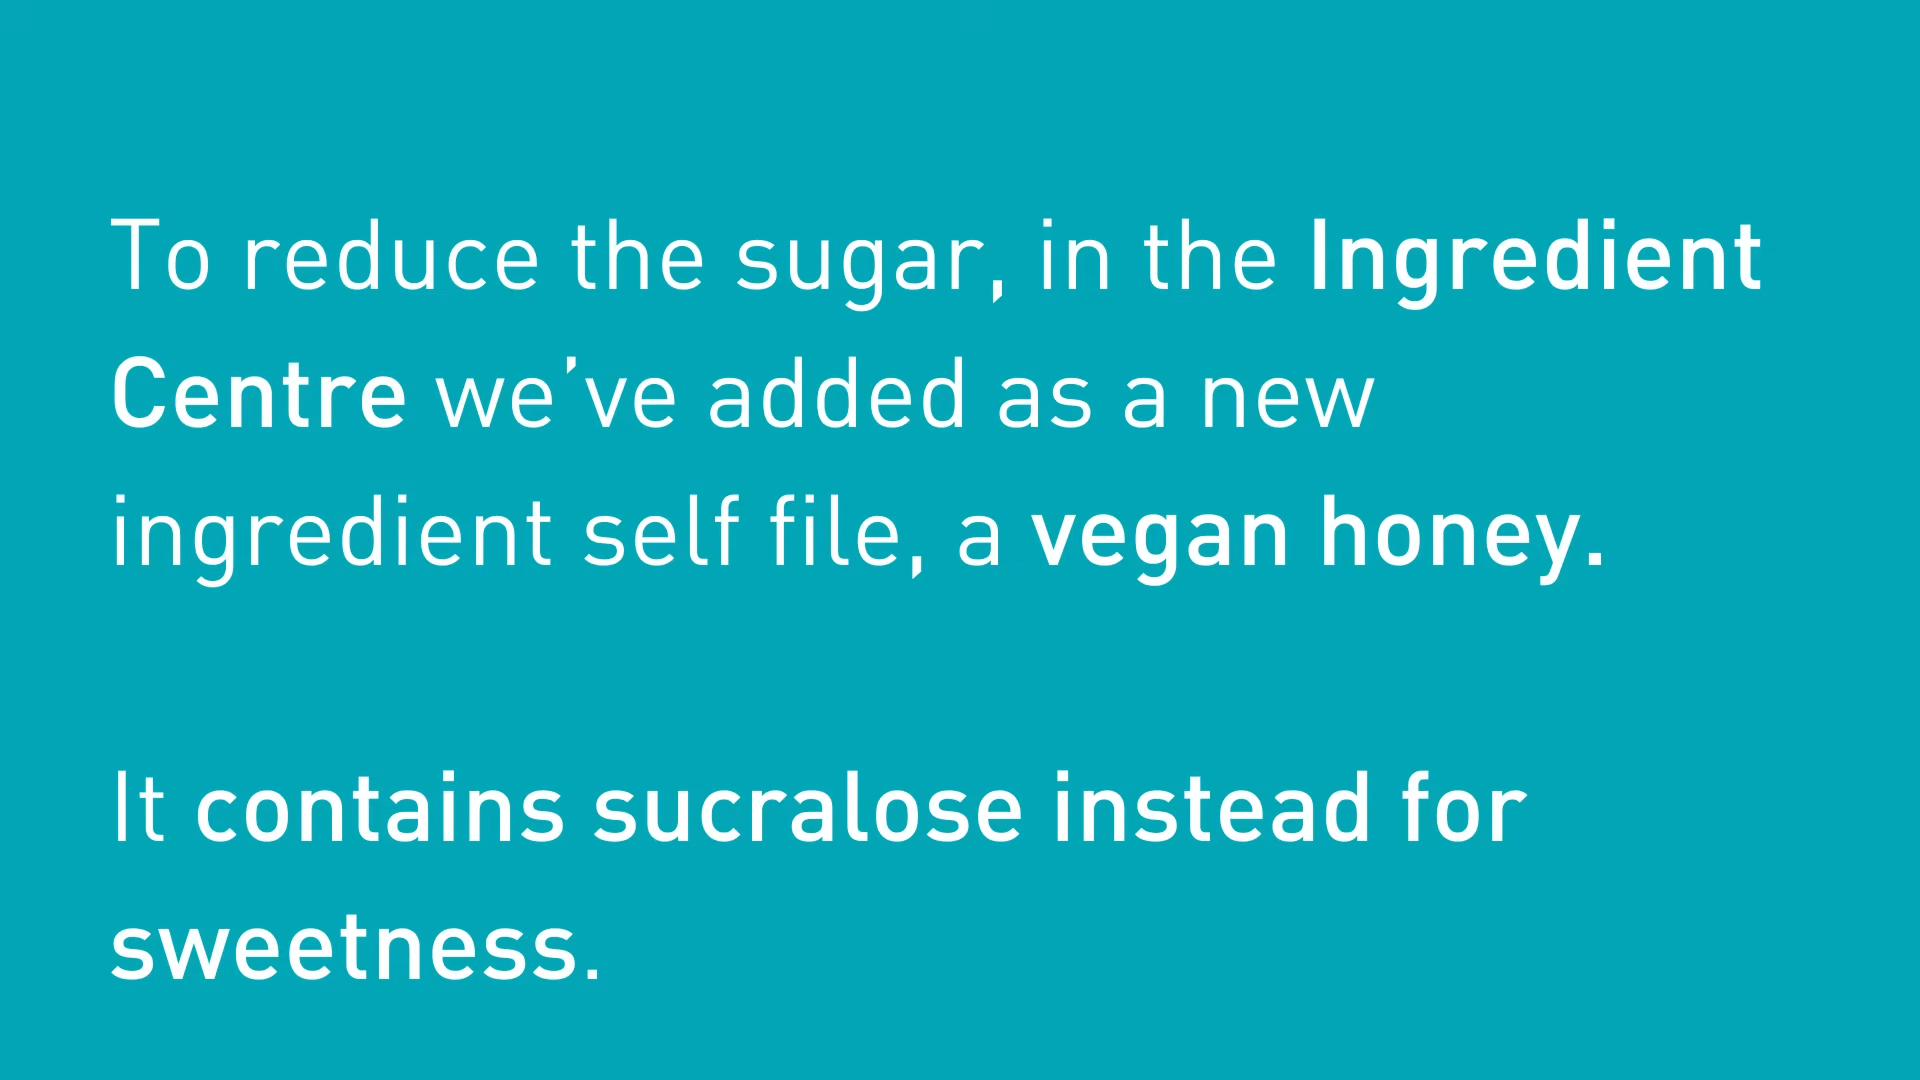 To reduce the sugar, in the Ingredient
Centre we’ve added as a new
ingredient self file, a vegan honey.
It contains sucralose instead for
sweetness.